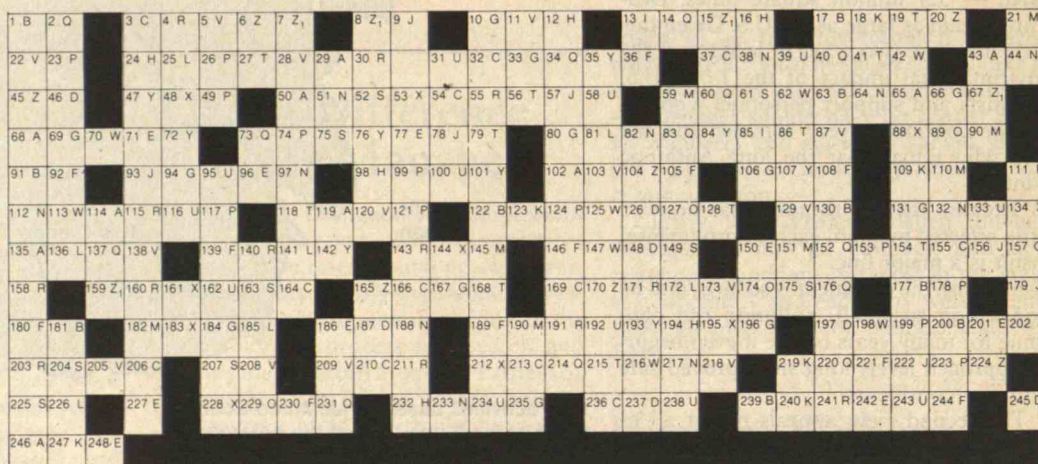 1 B 2 Q 3 C 4 R 5 V 6 Z 7 Z₁ 8 Z₁ 9 J 10 G 11 V 12 H 13 I 14 Q 15 Z₁ 16 H 17 B 18 K 19 T 20 Z 21 M
22 V 23 P 24 H 25 L 26 P 27 T 28 V 29 A 30 R 31 U 32 C 33 G 34 Q 35 Y 36 F 37 C 38 N 39 U 40 Q 41 T 42 W 43 A 44 N
45 Z 46 D 47 Y 48 X 49 P 50 A 51 N 52 S 53 X 54 C 55 R 56 T 57 J 58 U 59 M 60 Q 61 S 62 W 63 B 64 N 65 A 66 G 67 Z₁
68 A 69 G 70 W 71 E 72 Y 73 Q 74 P 75 S 76 Y 77 E 78 J 79 T 80 G 81 L 82 N 83 Q 84 Y 85 I 86 T 87 V 88 X 89 O 90 M
91 B 92 F 93 J 94 G 95 U 96 E 97 N 98 H 99 P 100 U 101 Y 102 A 103 V 104 Z 105 F 106 G 107 Y 108 F 109 K 110 M 111
112 N 113 W 114 A 115 R 116 U 117 P 118 T 119 A 120 V 121 P 122 B 123 K 124 P 125 W 126 D 127 O 128 T 129 V 130 B 131 G 132 N 133 U 134
135 A 136 L 137 Q 138 V 139 F 140 R 141 L 142 Y 143 R 144 X 145 M 146 F 147 W 148 D 149 S 150 E 151 M 152 Q 153 P 154 T 155 C 156 J 157
158 R 159 Z₁ 160 R 161 X 162 U 163 S 164 C 165 Z 166 C 167 G 168 T 169 C 170 Z 171 R 172 L 173 V 174 O 175 S 176 Q 177 B 178 P 179
180 F 181 B 182 M 183 X 184 G 185 L 186 E 187 D 188 N 189 F 190 M 191 R 192 U 193 Y 194 H 195 X 196 G 197 D 198 W 199 P 200 B 201 E 202
203 R 204 S 205 V 206 C 207 S 208 V 209 V 210 C 211 R 212 X 213 C 214 Q 215 T 216 W 217 N 218 V 219 K 220 Q 221 F 222 J 223 P 224 Z
225 S 226 L 227 E 228 X 229 O 230 F 231 Q 232 H 233 N 234 U 235 G 236 C 237 D 238 U 239 B 240 K 241 R 242 E 243 U 244 F 245 D
246 A 247 K 248 E